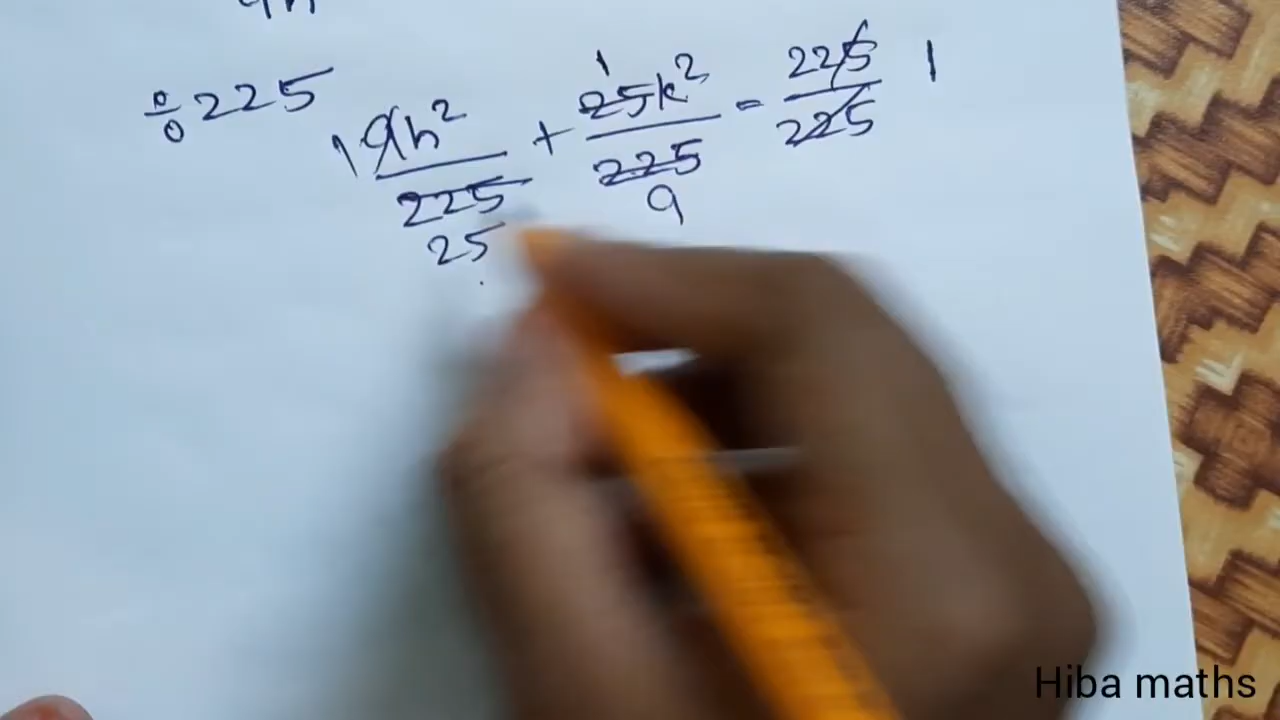 ÷225
1 9h²/225 + 1 25k²/225 = 225/225 1
25 9
Hiba maths